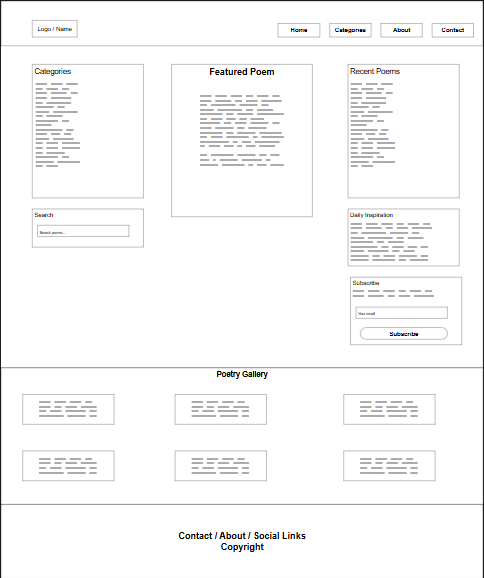 Logo / Name
Home
Categories
About
Contact
Categories
Featured Poem
Recent Poems
Search
Search poems...
Daily Inspiration
Subscribe
Your email
Subscribe
Poetry Gallery
Contact / About / Social Links
Copyright